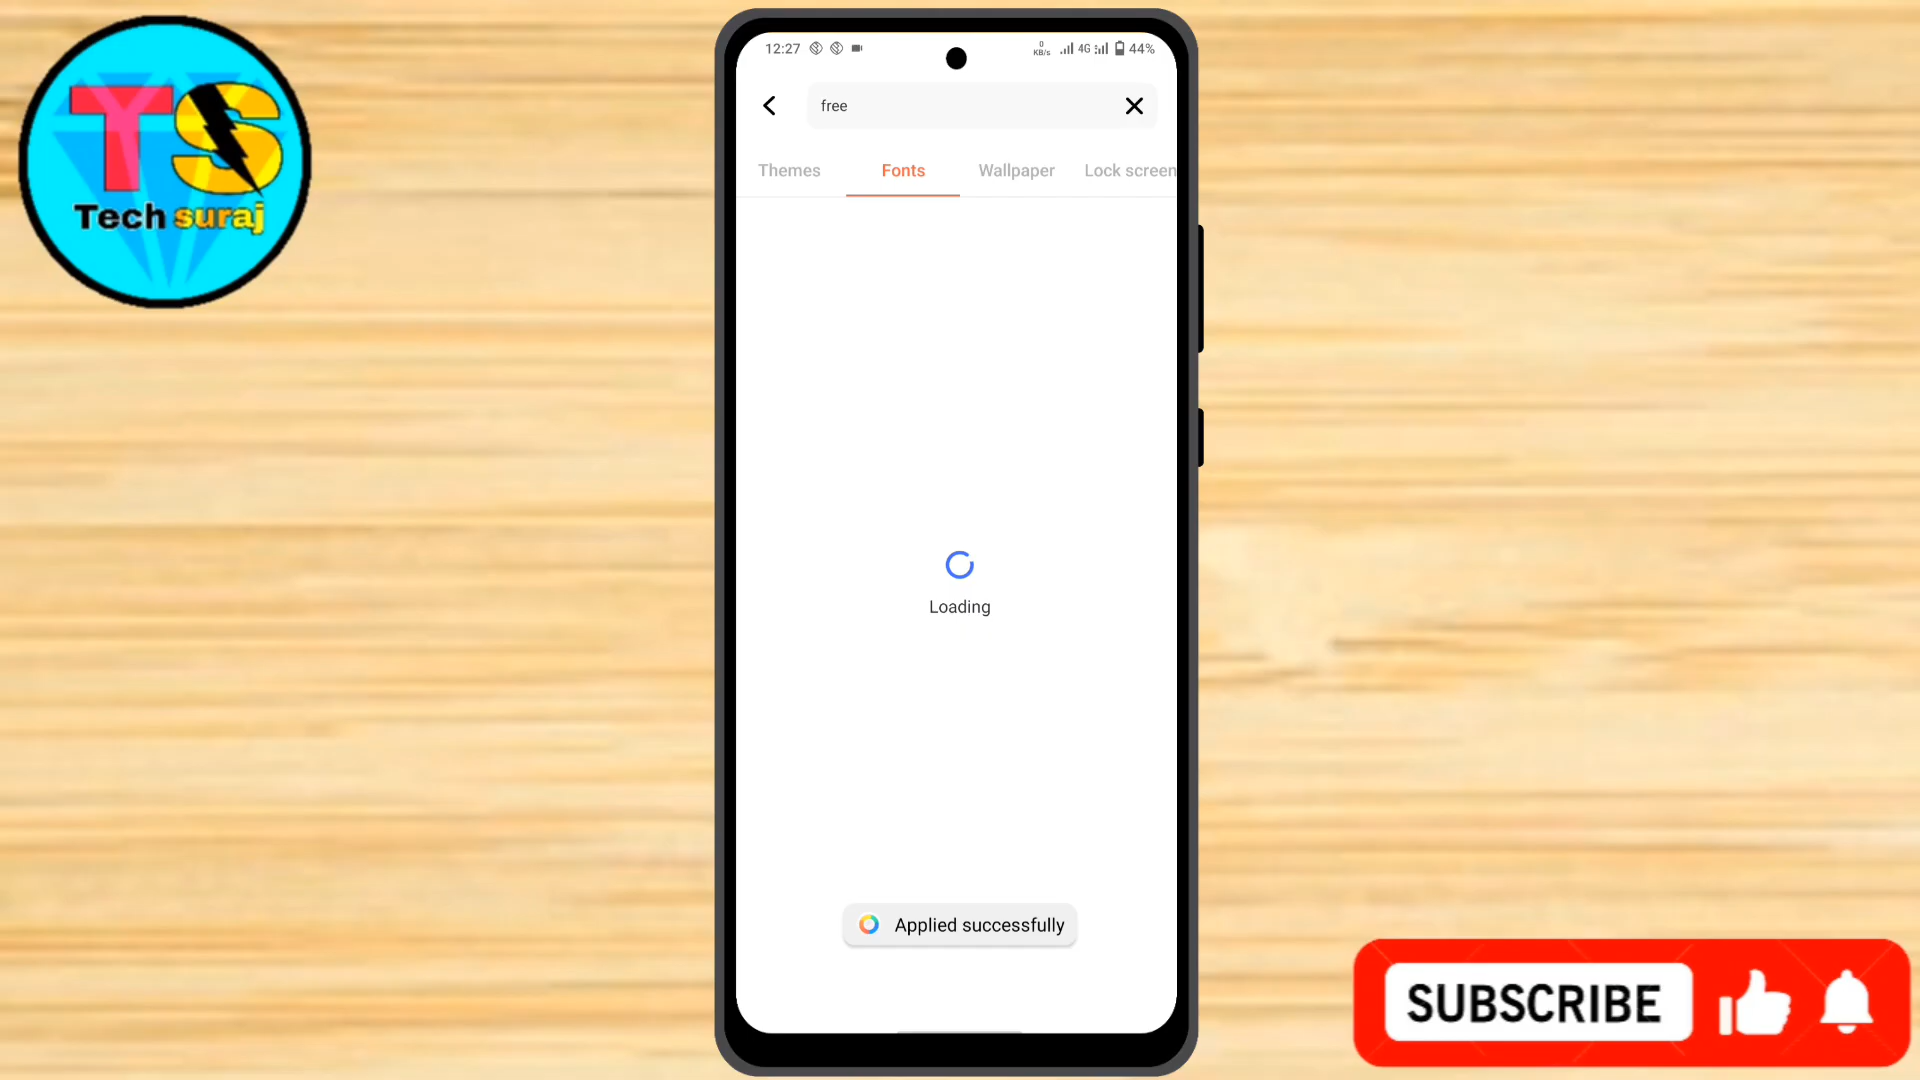 TS
Tech suraj
12:27
0
KB/s
4G
44%
free
Themes
Fonts
Wallpaper
Lock screen
Loading
Applied successfully
SUBSCRIBE